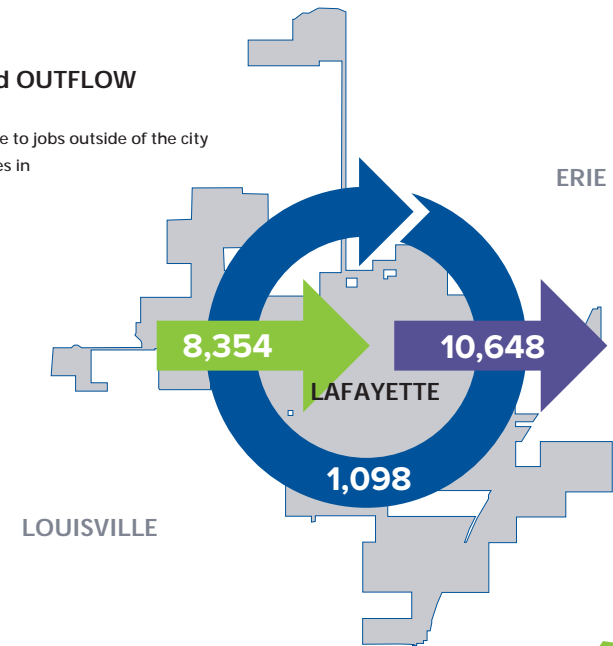 d OUTFLOW
e to jobs outside of the city
es in
ERIE
8,354
10,648
LAFAYETTE
1,098
LOUISVILLE